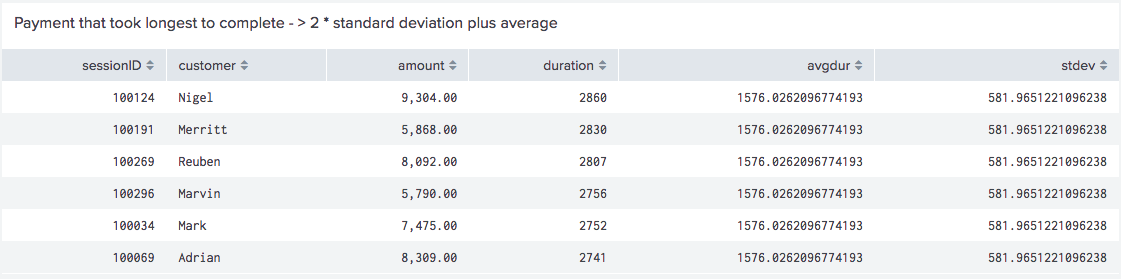 Payment that took longest to complete - > 2 * standard deviation plus average
sessionID customer amount duration avgdur stdev
100124 Nigel 9,304.00 2860 1576.0262096774193 581.9651221096238
100191 Merritt 5,868.00 2830 1576.0262096774193 581.9651221096238
100269 Reuben 8,092.00 2807 1576.0262096774193 581.9651221096238
100296 Marvin 5,790.00 2756 1576.0262096774193 581.9651221096238
100034 Mark 7,475.00 2752 1576.0262096774193 581.9651221096238
100069 Adrian 8,309.00 2741 1576.0262096774193 581.9651221096238